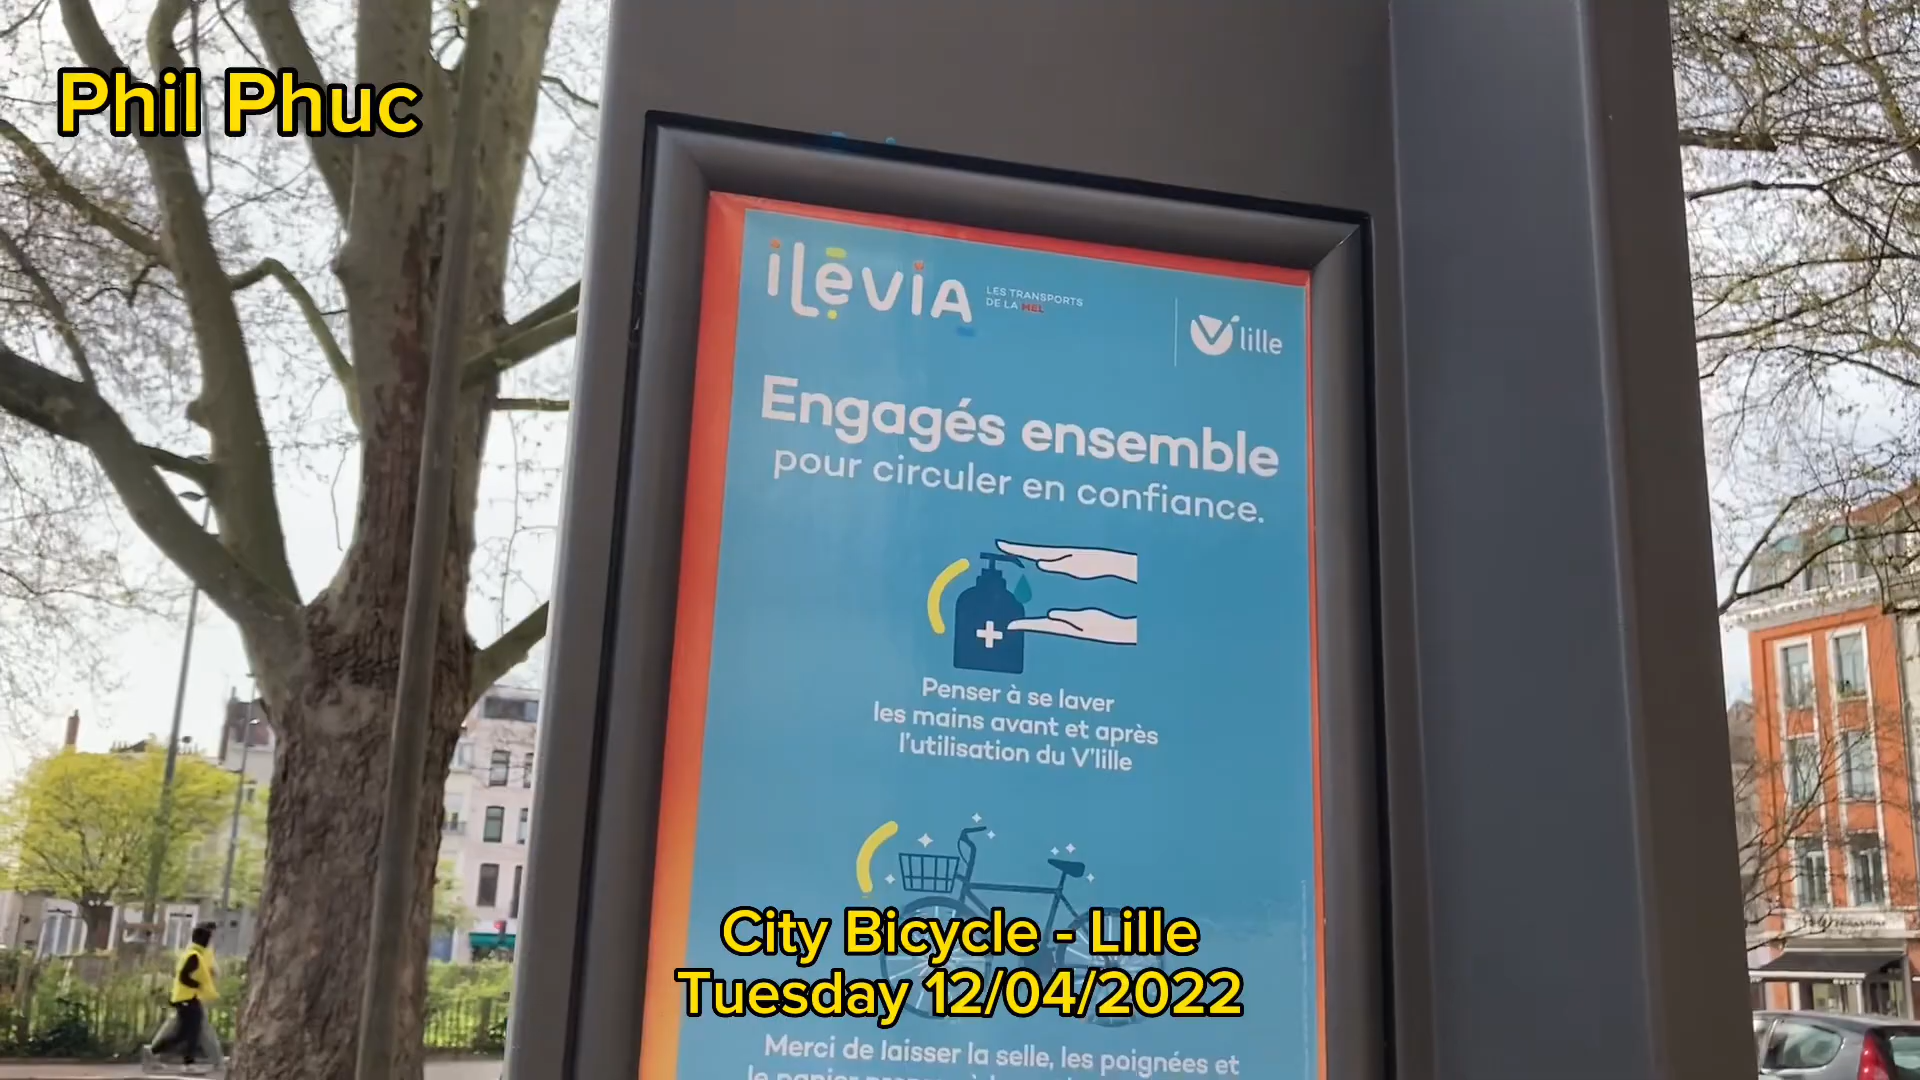 Phil Phuc
ilévia
LES TRANSPORTS
DE LA MEL
V'lille
Engagés ensemble
pour circuler en confiance.
Penser à se laver
les mains avant et après
l'utilisation du V'lille
City Bicycle - Lille
Tuesday 12/04/2022
Merci de laisser la selle, les poignées et
le panier